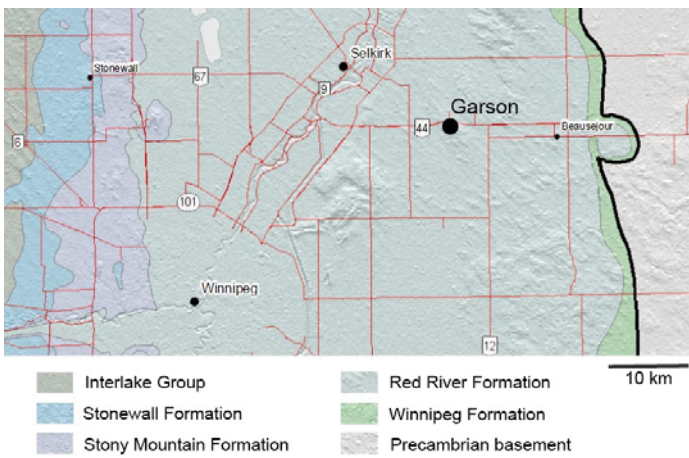 Selkirk
Stonewall
67
9
Garson
44
Beausejour
6
101
Winnipeg
12
10 km
Interlake Group
Stonewall Formation
Stony Mountain Formation
Red River Formation
Winnipeg Formation
Precambrian basement